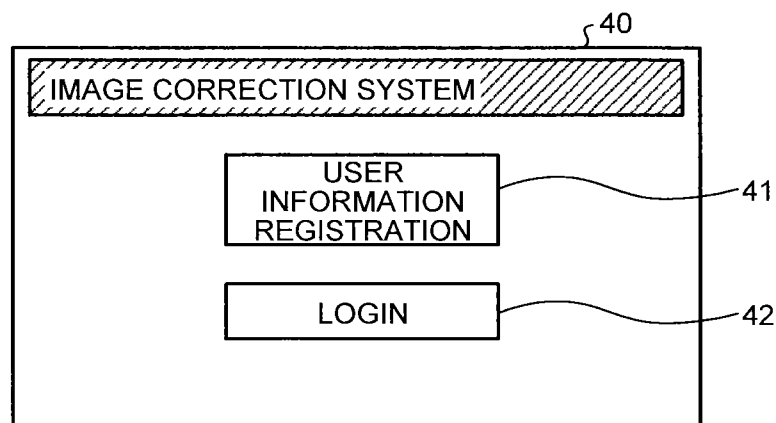 40
IMAGE CORRECTION SYSTEM
USER
INFORMATION
REGISTRATION
41
LOGIN
42